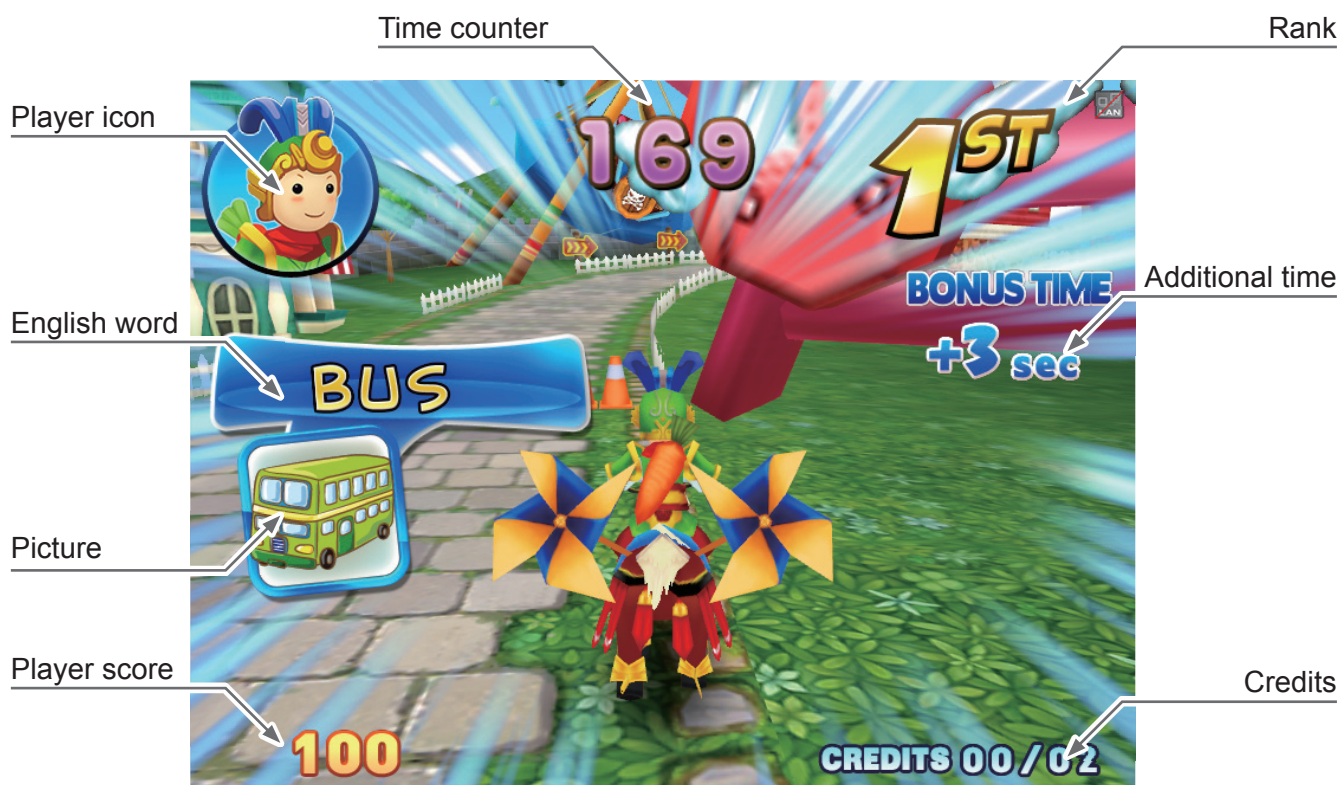 Time counter
Rank
Player icon
169
1ST
LAN
BONUS TIME
Additional time
+3 sec
English word
BUS
Picture
Player score
Credits
100
CREDITS 00/02